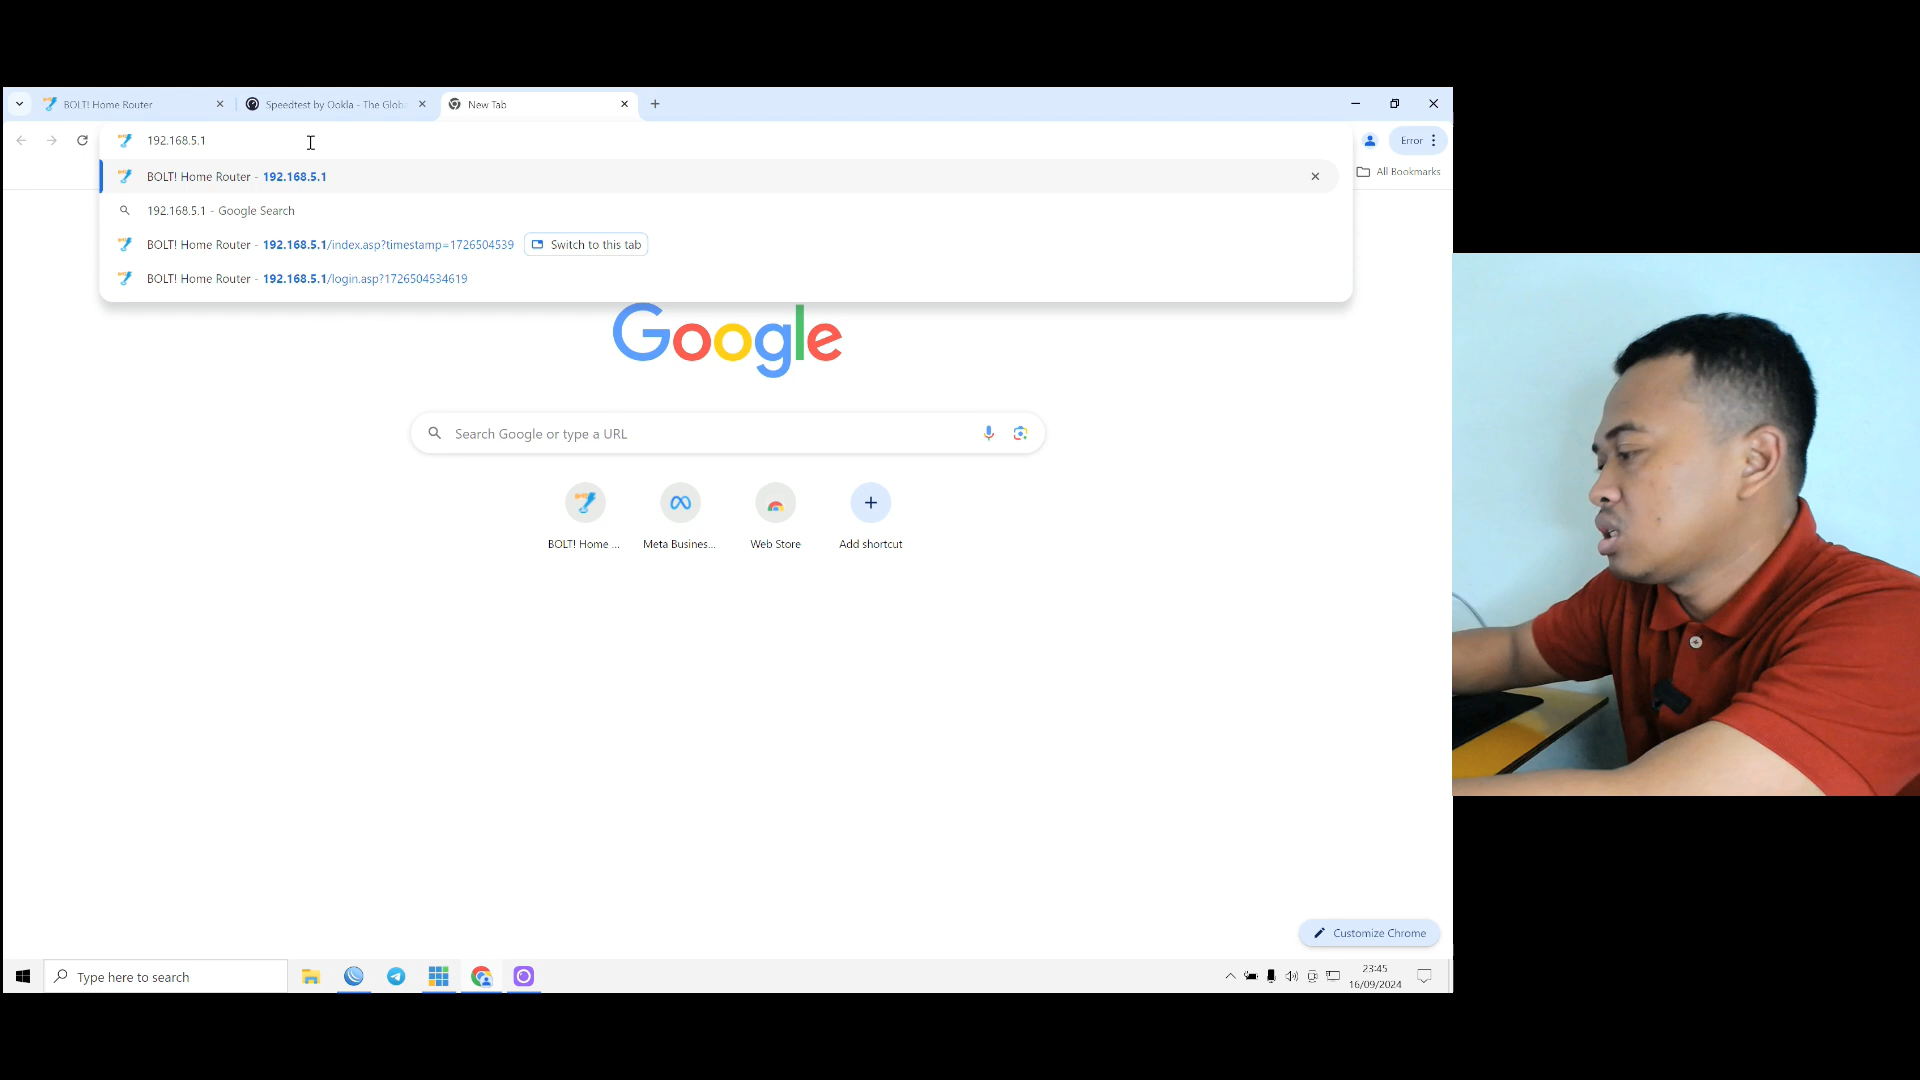 BOLT! Home Router
Speedtest by Ookla - The Glob
New Tab
192.168.5.1
Error
BOLT! Home Router - 192.168.5.1
All Bookmarks
192.168.5.1 - Google Search
BOLT! Home Router - 192.168.5.1/index.asp?timestamp=1726504539
Switch to this tab
BOLT! Home Router - 192.168.5.1/login.asp?1726504534619
Google
Search Google or type a URL
BOLT! Home ...
Meta Busines...
Web Store
Add shortcut
Customize Chrome
Type here to search
23:45
16/09/2024